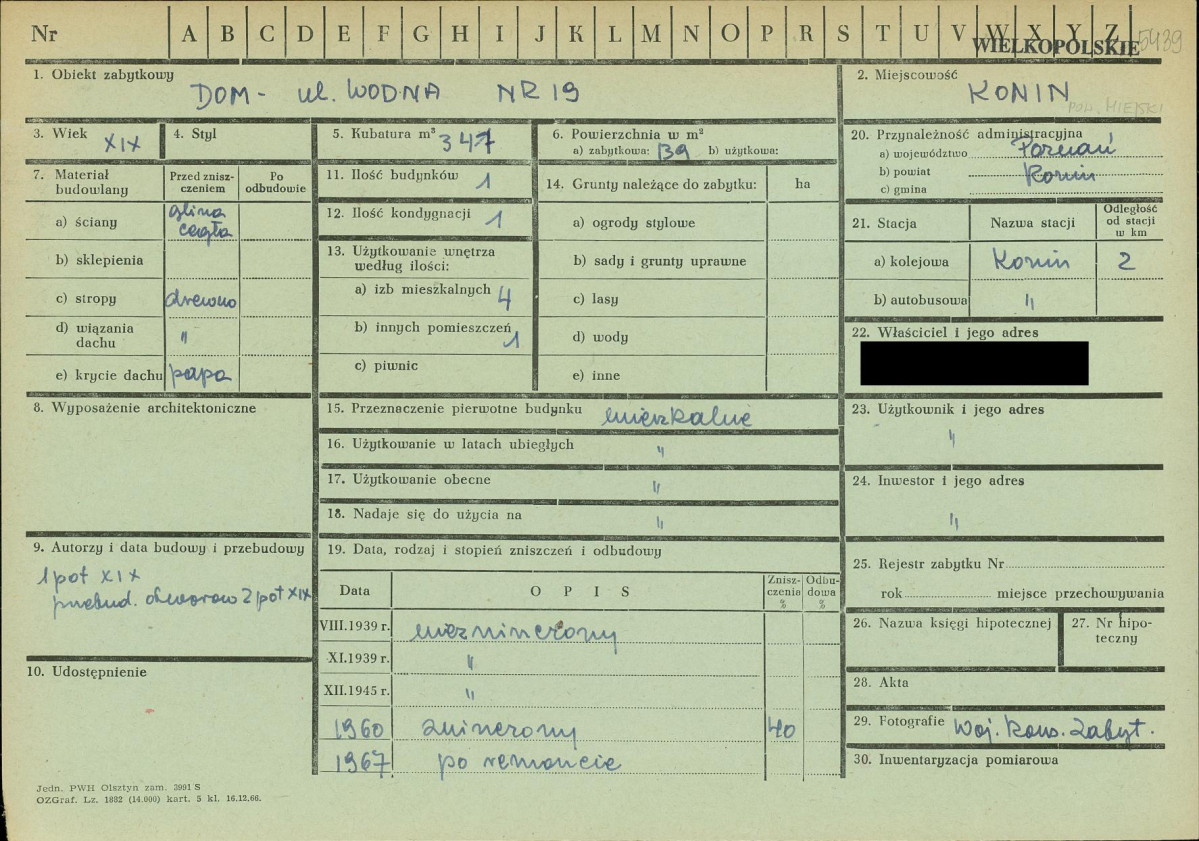 Nr A B C D E F G H I J K L M N O P R S T U V W X Y Z
WIELKOPOLSKIE 5439
1. Obiekt zabytkowy
DOM - ul. WODNA NR 19
2. Miejscowość
KONIN
POW. MIEJSKI
3. Wiek XIX
4. Styl
5. Kubatura m³ 347
6. Powierzchnia w m²
a) zabytkowa: 139 b) użytkowa:
20. Przynależność administracyjna
a) województwo Poznań
b) powiat Konin
c) gmina
7. Materiał budowlany
Przed zniszczeniem
Po odbudowie
a) ściany glina cegła
b) sklepienia
c) stropy drewno
d) wiązania dachu "
e) krycie dachu papa
11. Ilość budynków 1
12. Ilość kondygnacji 1
13. Użytkowanie wnętrza
według ilości:
a) izb mieszkalnych 4
b) innych pomieszczeń 1
c) piwnic
14. Grunty należące do zabytku: ha
a) ogrody stylowe
b) sady i grunty uprawne
c) lasy
d) wody
e) inne
21. Stacja Nazwa stacji Odległość od stacji w km
a) kolejowa Konin 2
b) autobusowa "
22. Właściciel i jego adres
8. Wyposażenie architektoniczne
15. Przeznaczenie pierwotne budynku mieszkalne
16. Użytkowanie w latach ubiegłych "
17. Użytkowanie obecne "
18. Nadaje się do użycia na "
23. Użytkownik i jego adres
"
24. Inwestor i jego adres
"
9. Autorzy i data budowy i przebudowy
1 poł XIX
przebud. otworów 2 poł XIX
10. Udostępnienie
19. Data, rodzaj i stopień zniszczeń i odbudowy
Data OPIS Zniszczenia % Odbudowa %
VIII.1939 r. niezniszczony
XI.1939 r. "
XII.1945 r. "
1960 zniszczony 40
1967 po remoncie
25. Rejestr zabytku Nr
rok miejsce przechowywania
26. Nazwa księgi hipotecznej
27. Nr hipoteczny
28. Akta
29. Fotografie Woj. Kons. Zabyt.
30. Inwentaryzacja pomiarowa
Jedn. PWH Olsztyn zam. 3991 S
OZGraf. Lz. 1882 (14.000) kart. 5 kl. 16.12.66.